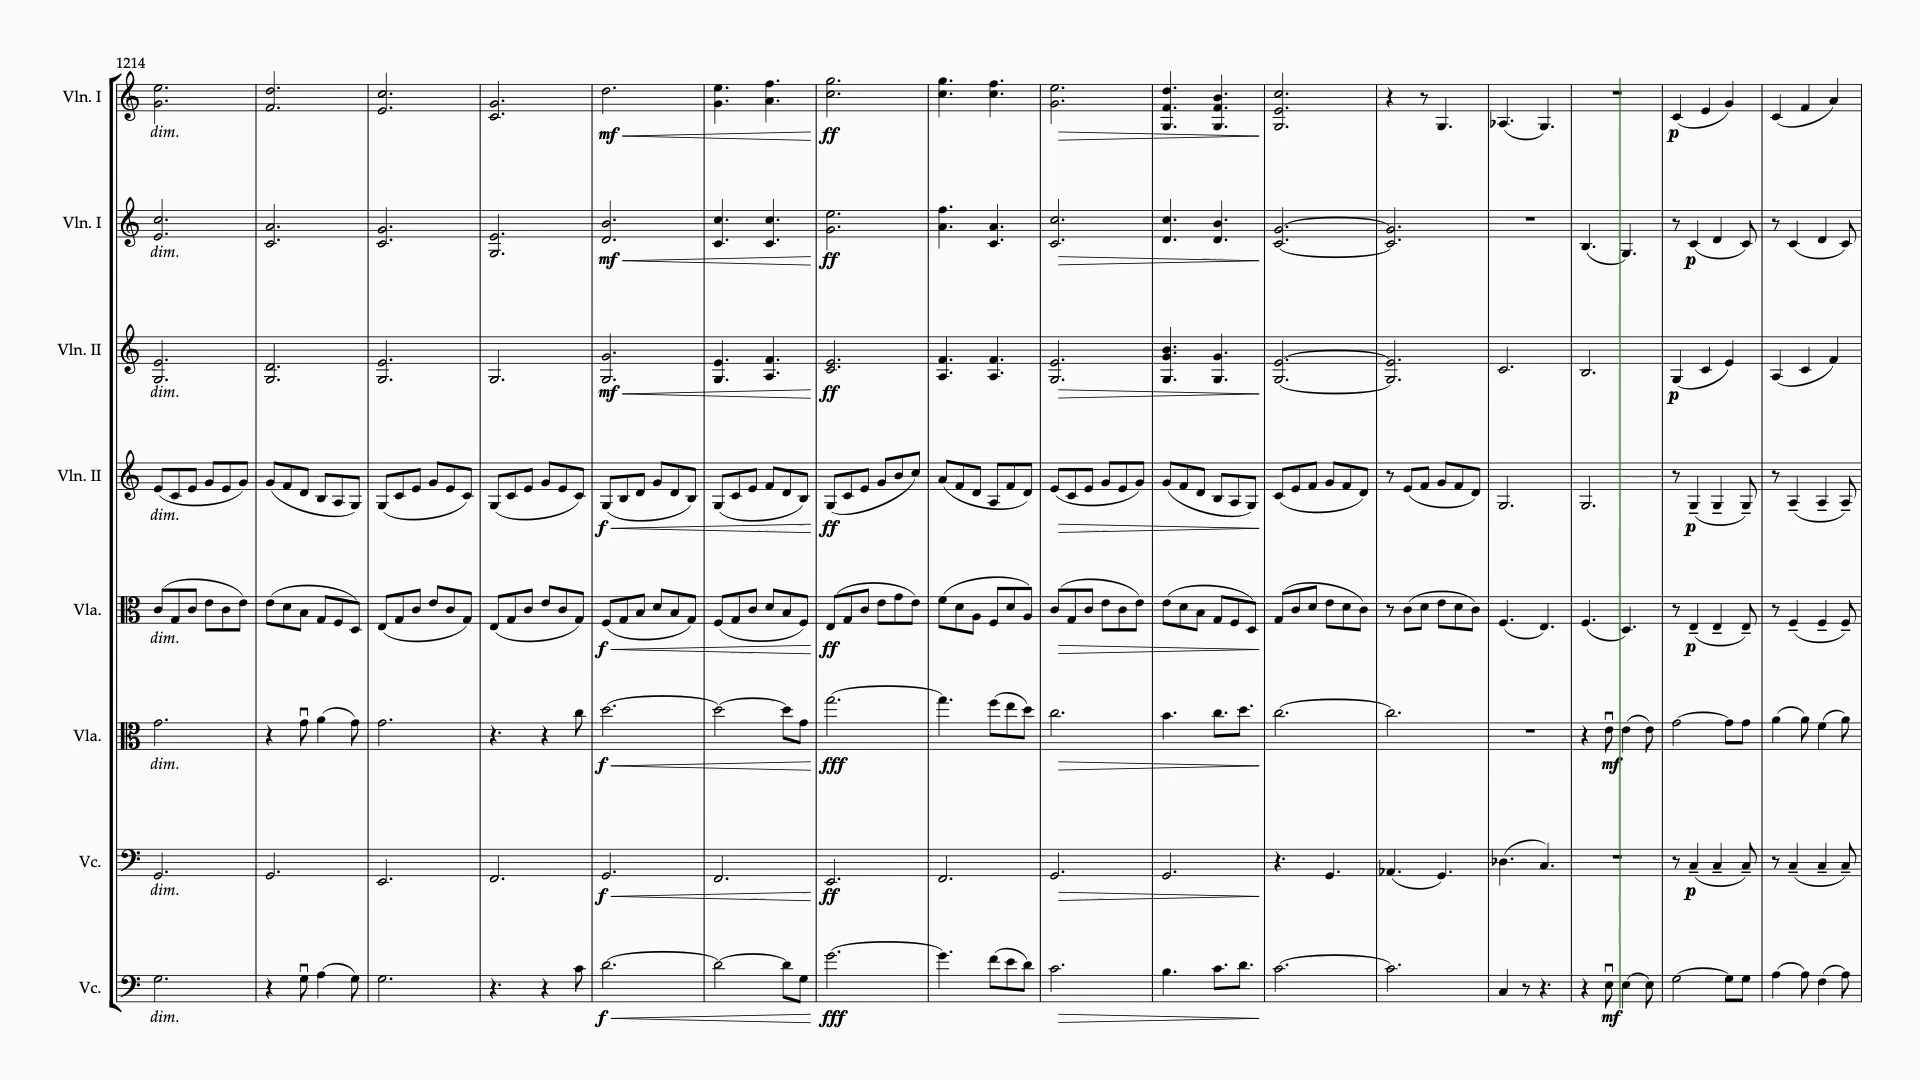 1214
Vln. I
dim. mf ff p
Vln. I
dim. mf ff p
Vln. II
dim. mf ff p
Vln. II
dim. f ff p
Vla.
dim. f ff p
Vla.
dim. f fff mf
Vc.
dim. f ff p
Vc.
dim. f fff mf